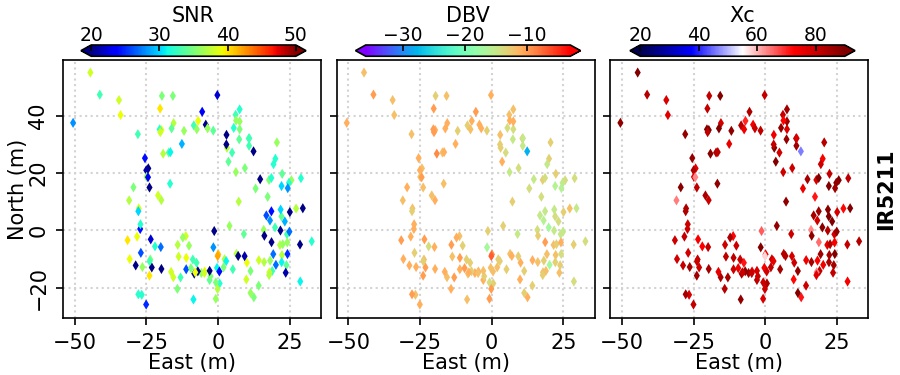 SNR DBV Xc
20 30 40 50 −30 −20 −10 20 40 60 80
North (m)
40
20
0
−20
−50 −25 0 25 −50 −25 0 25 −50 −25 0 25
East (m) East (m) East (m)
IR5211